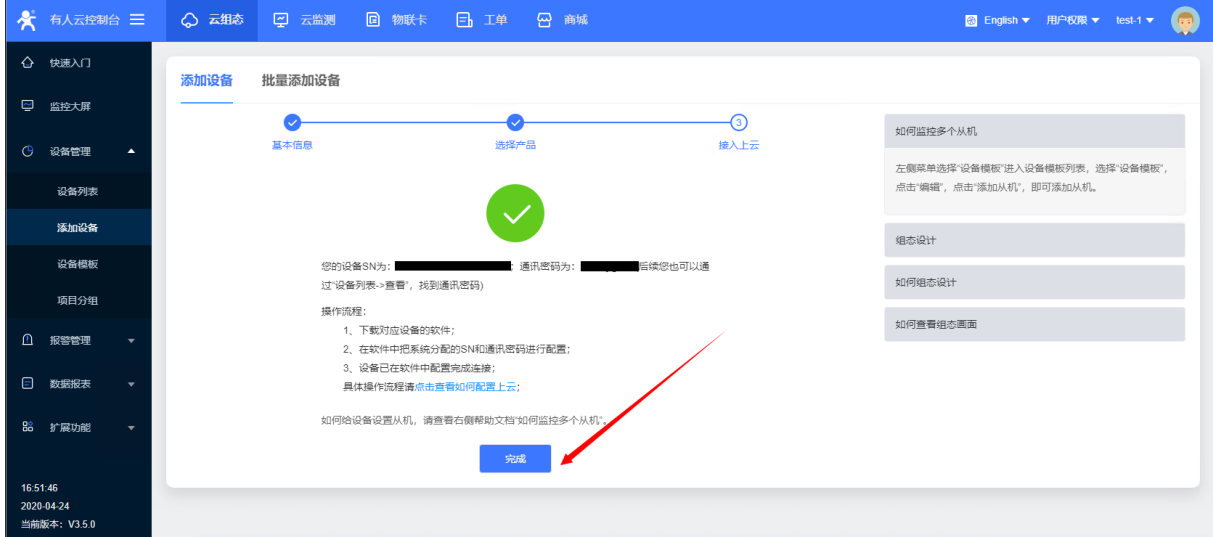 有人云控制台
云组态
云监测
物联卡
工单
商城
English
用户权限
test-1
快速入门
监控大屏
设备管理
设备列表
添加设备
设备模板
项目分组
报警管理
数据报表
扩展功能
16:51:46
2020-04-24
当前版本：V3.5.0
添加设备
批量添加设备
3
基本信息
选择产品
接入上云
您的设备SN为：
；通讯密码为：
后续您也可以通
过“设备列表->查看”，找到通讯密码)
操作流程：
1、下载对应设备的软件；
2、在软件中把系统分配的SN和通讯密码进行配置；
3、设备已在软件中配置完成连接；
具体操作流程请点击查看如何配置上云；
如何给设备设置从机，请查看右侧帮助文档“如何监控多个从机”。
完成
如何监控多个从机
左侧菜单选择“设备模板”进入设备模板列表，选择“设备模板”，
点击“编辑”，点击“添加从机”，即可添加从机。
组态设计
如何组态设计
如何查看组态画面